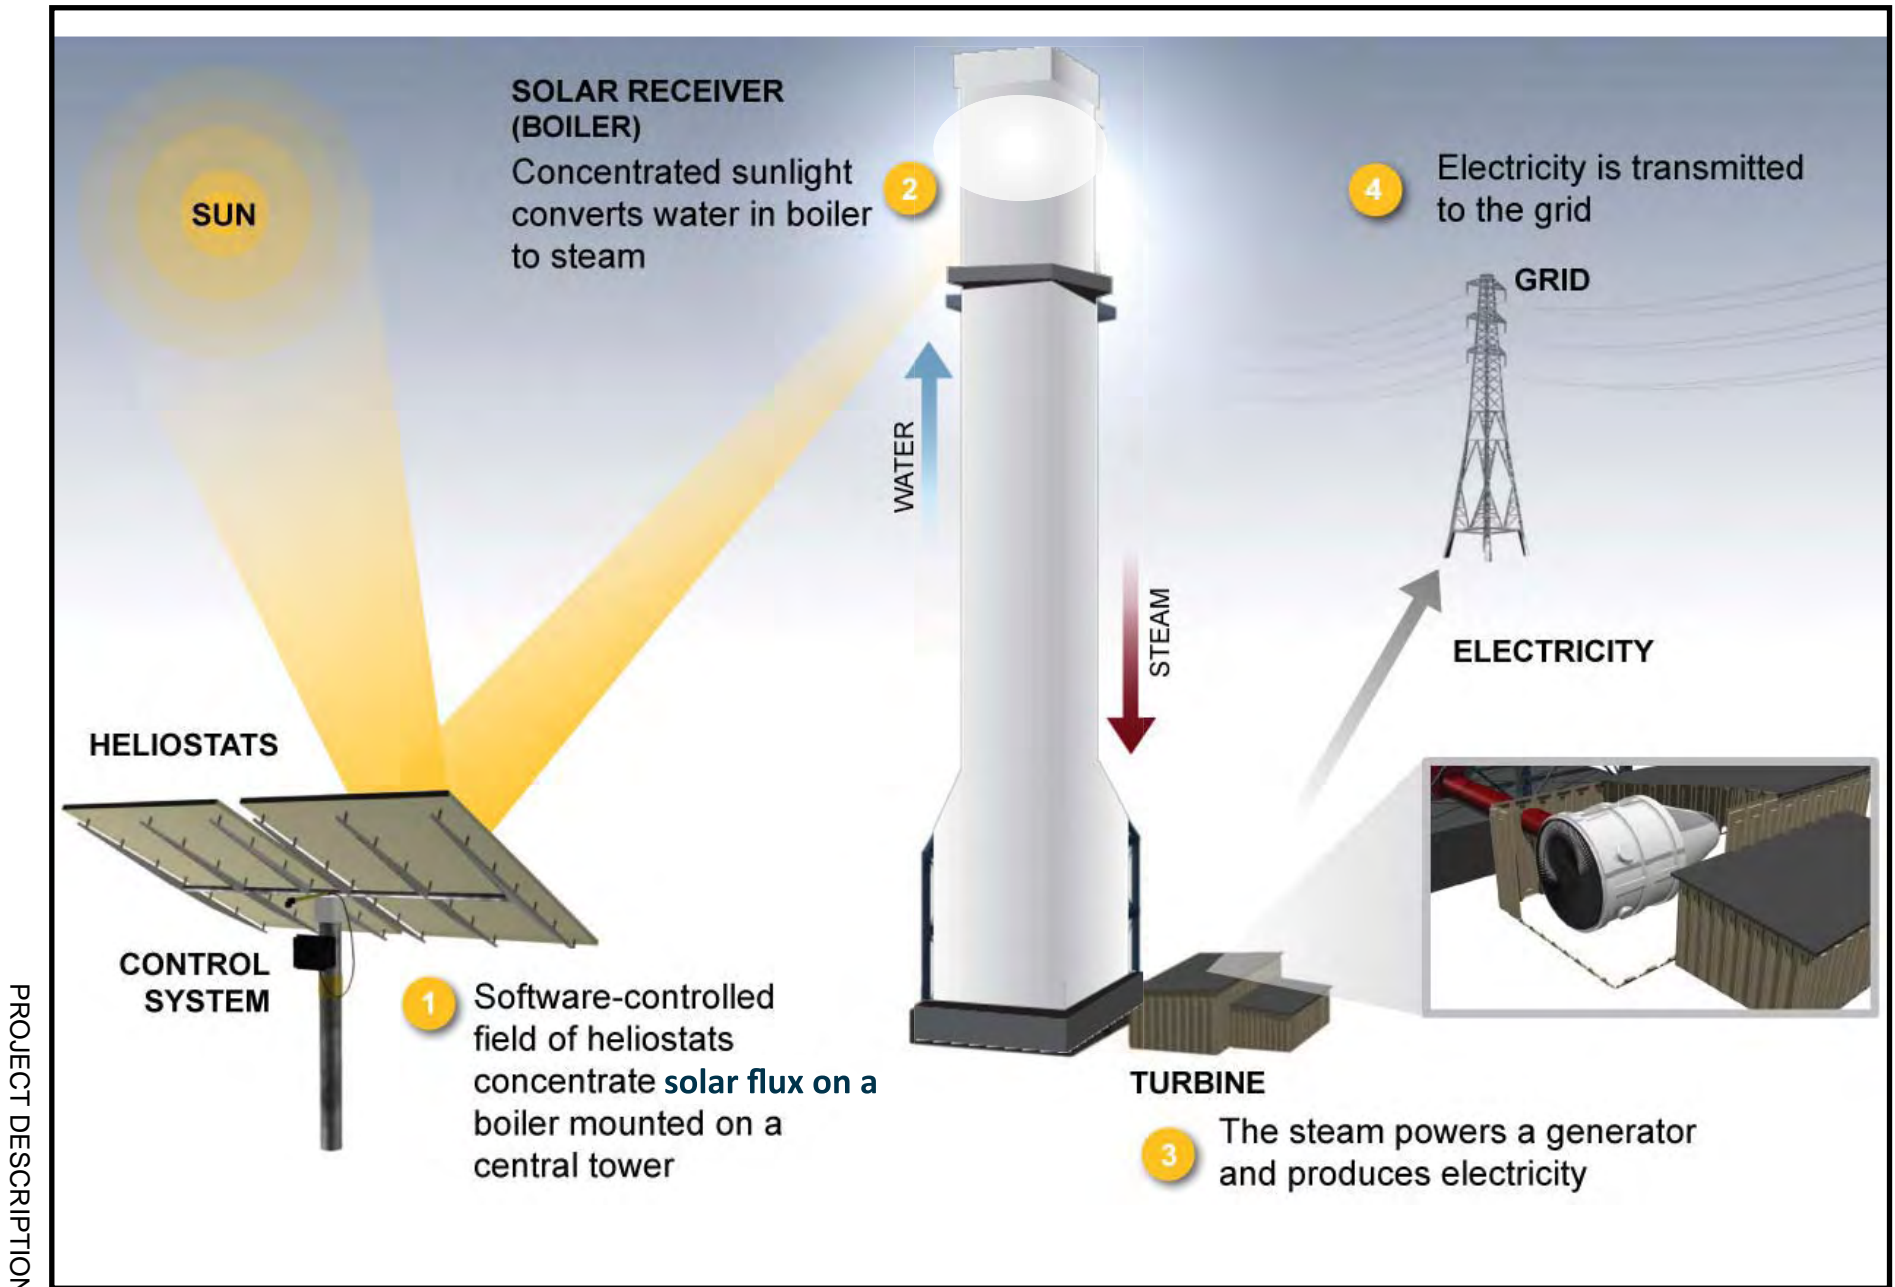 SUN
SOLAR RECEIVER
(BOILER)
Concentrated sunlight
converts water in boiler
to steam
2
4
Electricity is transmitted
to the grid
GRID
WATER
STEAM
ELECTRICITY
HELIOSTATS
CONTROL
SYSTEM
1
Software-controlled
field of heliostats
concentrate solar flux on a
boiler mounted on a
central tower
TURBINE
3
The steam powers a generator
and produces electricity
PROJECT DESCRIPTION